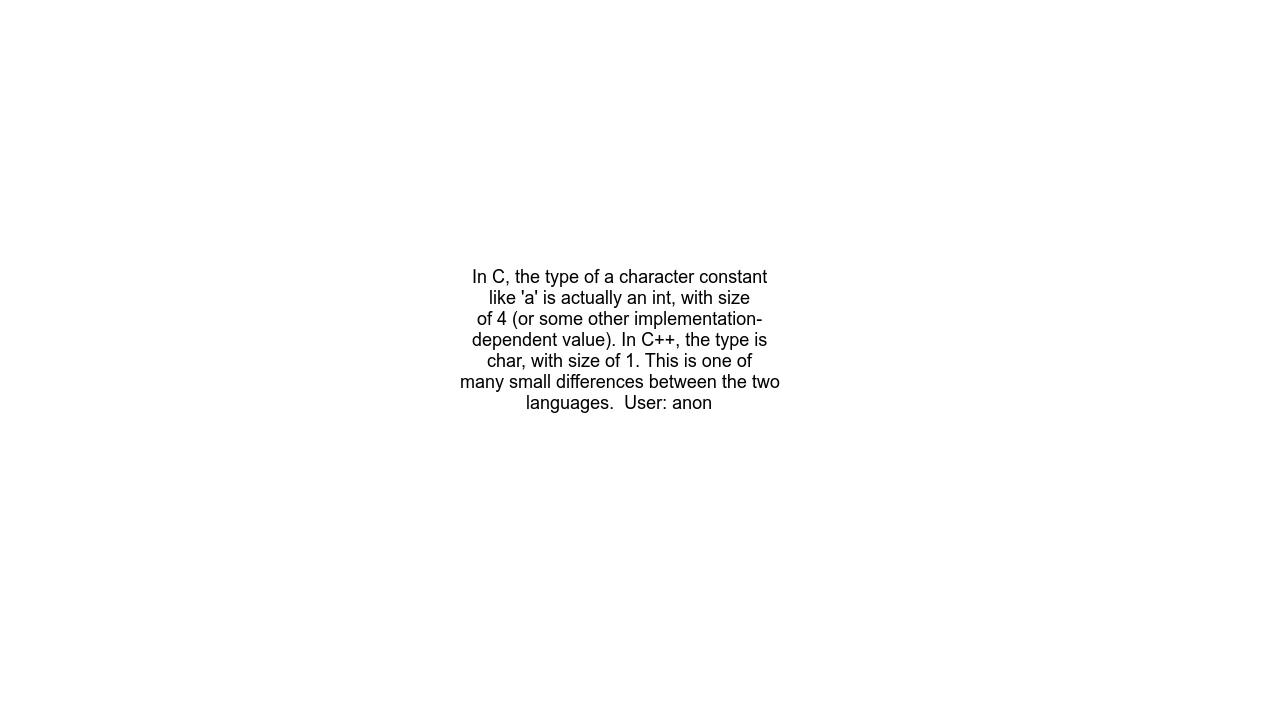 In C, the type of a character constant
like 'a' is actually an int, with size
of 4 (or some other implementation-
dependent value). In C++, the type is
char, with size of 1. This is one of
many small differences between the two
languages.  User: anon